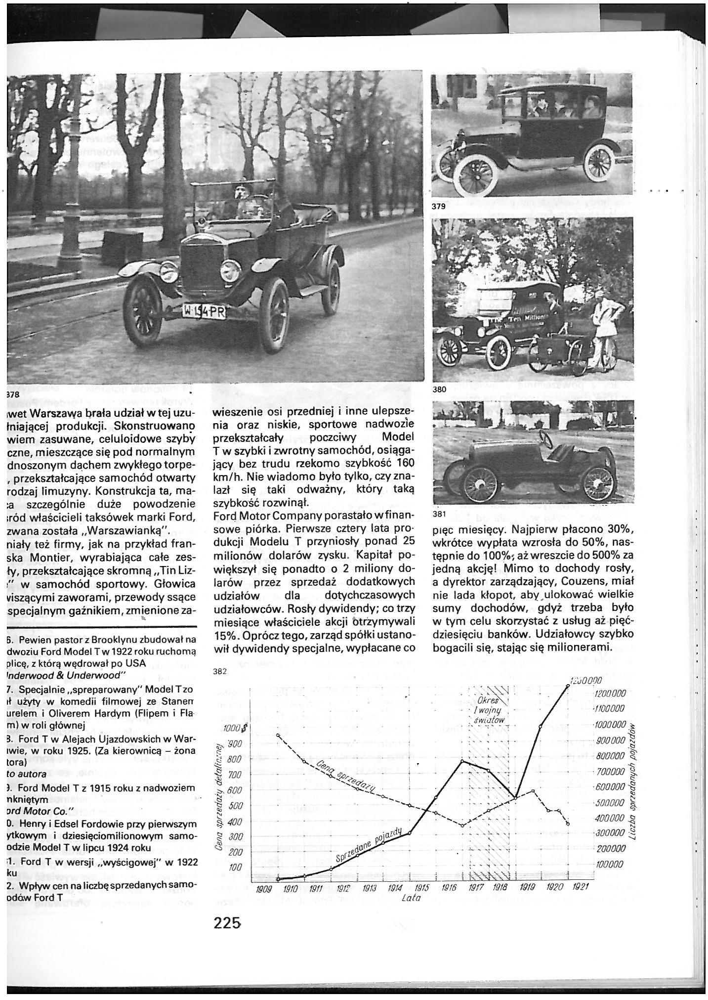 W·154·PR
378
379
The Ten Millionth
380
381
wet Warszawa brała udział w tej uzu-
łniającej produkcji. Skonstruowano
wiem zasuwane, celuloidowe szyby
czne, mieszczące się pod normalnym
dnoszonym dachem zwykłego torpe-
, przekształcające samochód otwarty
rodzaj limuzyny. Konstrukcja ta, ma-
ca szczególnie duże powodzenie
śród właścicieli taksówek marki Ford,
zwana została „Warszawianką”.
niały też firmy, jak na przykład fran-
ska Montier, wyrabiająca całe zes-
ły, przekształcające skromną „Tin Liz-
" w samochód sportowy. Głowica
wiszącymi zaworami, przewody ssące
specjalnym gaźnikiem, zmienione za-
6. Pewien pastor z Brooklynu zbudował na
dwoziu Ford Model T w 1922 roku ruchomą
plicę, z którą wędrował po USA
nderwood & Underwood"
7. Specjalnie „spreparowany” Model T zo
ł użyty w komedii filmowej ze Stanem
urelem i Oliverem Hardym (Flipem i Fla
m) w roli głównej
8. Ford T w Alejach Ujazdowskich w War-
wie, w roku 1925. (Za kierownicą – żona
tora)
to autora
9. Ford Model T z 1915 roku z nadwoziem
nkniętym
ord Motor Co."
0. Henry i Edsel Fordowie przy pierwszym
ytkowym i dziesięciomilionowym samo-
odzie Model T w lipcu 1924 roku
1. Ford T w wersji „wyścigowej” w 1922
ku
2. Wpływ cen na liczbę sprzedanych samo-
odów Ford T
wieszenie osi przedniej i inne ulepsze-
nia oraz niskie, sportowe nadwozie
przekształcały poczciwy Model
T w szybki i zwrotny samochód, osiąga-
jący bez trudu rzekomo szybkość 160
km/h. Nie wiadomo było tylko, czy zna-
lazł się taki odważny, który taką
szybkość rozwinął.
Ford Motor Company porastało w finan-
sowe piórka. Pierwsze cztery lata pro-
dukcji Modelu T przyniosły ponad 25
milionów dolarów zysku. Kapitał po-
większył się ponadto o 2 miliony do-
larów przez sprzedaż dodatkowych
udziałów dla dotychczasowych
udziałowców. Rosły dywidendy; co trzy
miesiące właściciele akcji otrzymywali
15%. Oprócz tego, zarząd spółki ustano-
wił dywidendy specjalne, wypłacane co
pięc miesięcy. Najpierw płacono 30%,
wkrótce wypłata wzrosła do 50%, nas-
tępnie do 100%; aż wreszcie do 500% za
jedną akcję! Mimo to dochody rosły,
a dyrektor zarządzający, Couzens, miał
nie lada kłopot, aby ulokować wielkie
sumy dochodów, gdyż trzeba było
w tym celu skorzystać z usług aż pięć-
dziesięciu banków. Udziałowcy szybko
bogacili się, stając się milionerami.
382
Cena sprzedaży detalicznej
1000 $
900
800
700
600
500
400
300
200
100
Cena sprzedaży
Sprzedane pojazdy
Okres
I wojny
światow
1200000
1100000
1000000
900000
800000
700000
600000
500000
400000
300000
200000
100000
Liczba sprzedanych pojazdów
1909 1910 1911 1912 1913 1914 1915 1916 1917 1918 1919 1920 1921
Lata
225